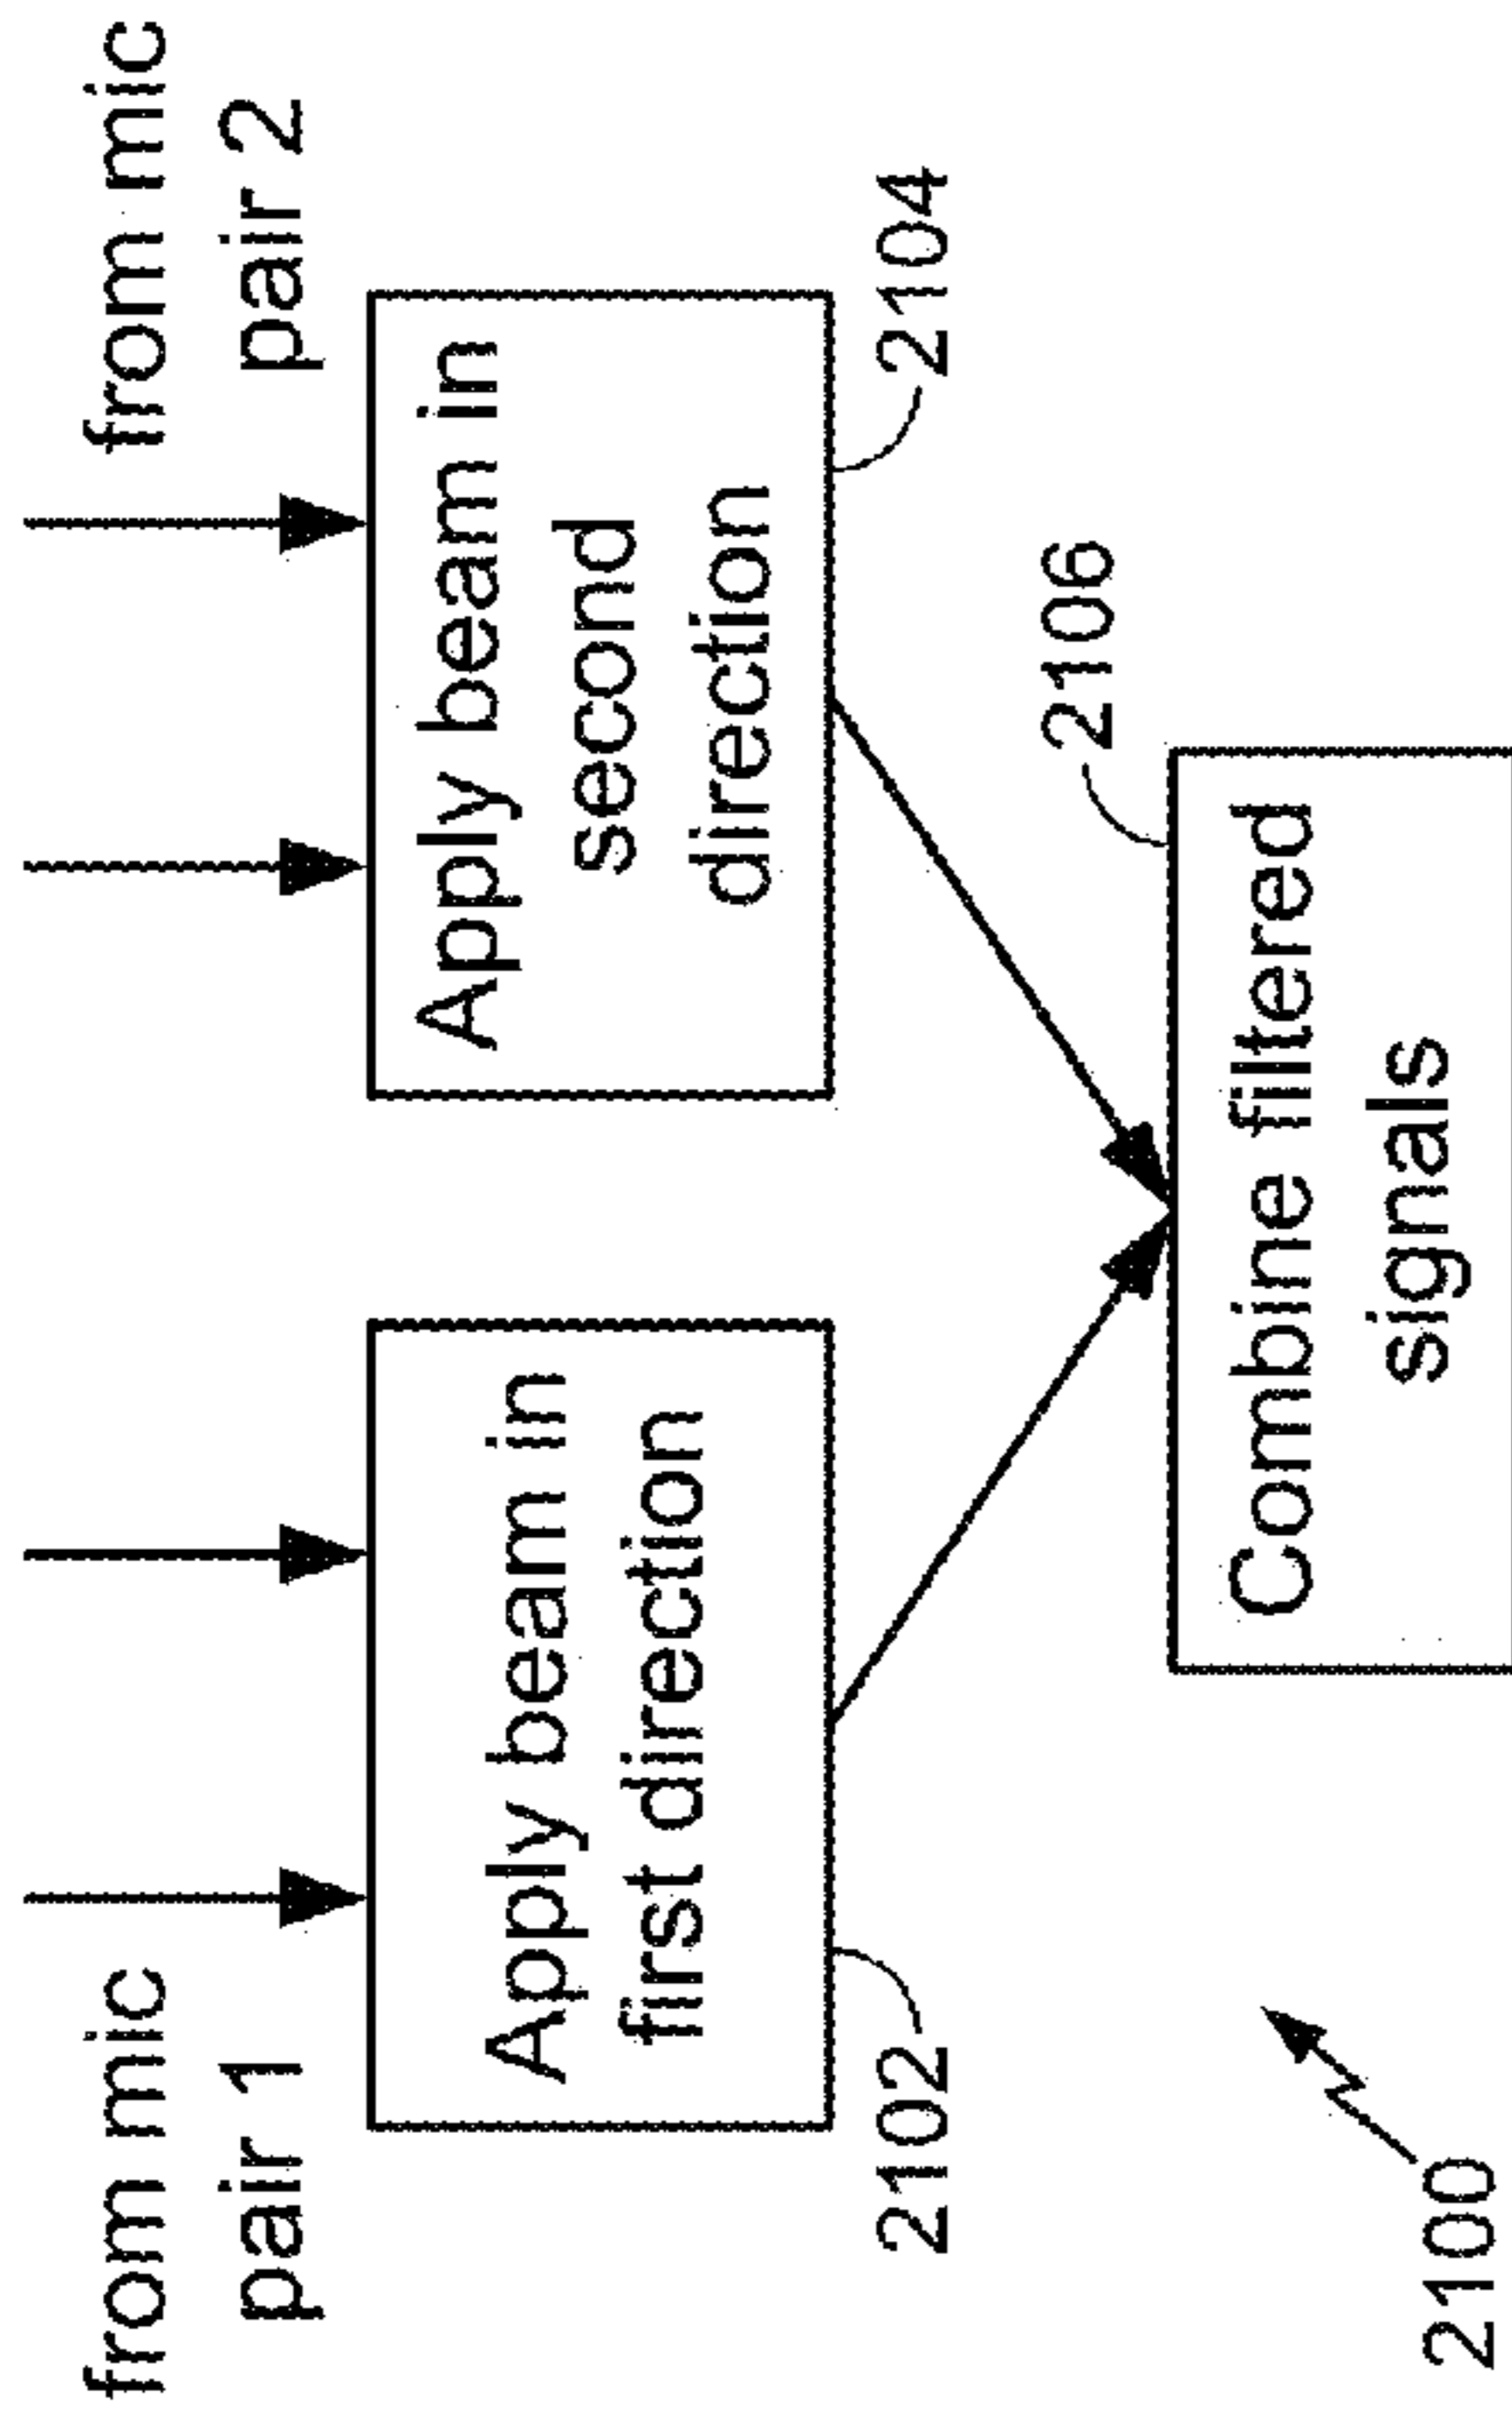 from mic
pair 1
from mic
pair 2
Apply beam in
first direction
Apply beam in
second
direction
2102
2104
2106
Combine filtered
signals
2100